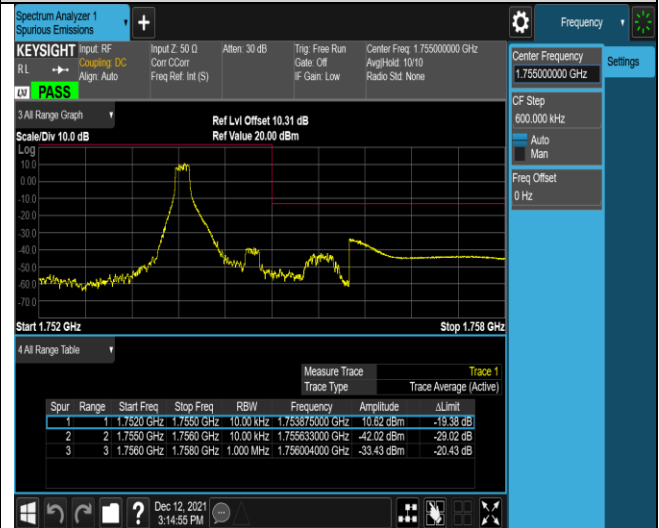 Spectrum Analyzer 1
Spurious Emissions
Frequency
KEYSIGHT Input: RF Input Z: 50 Ω Atten: 30 dB Trig: Free Run Center Freq: 1.755000000 GHz
RL Coupling: DC Corr CCorr Gate: Off Avg|Hold: 10/10
Align: Auto Freq Ref: Int (S) IF Gain: Low Radio Std: None
LXI PASS
Center Frequency
1.755000000 GHz
Settings
CF Step
600.000 kHz
Auto
Man
Freq Offset
0 Hz
3 All Range Graph
Ref Lvl Offset 10.31 dB
Scale/Div 10.0 dB Ref Value 20.00 dBm
Log
10.0
0.00
-10.0
-20.0
-30.0
-40.0
-50.0
-60.0
-70.0
Start 1.752 GHz Stop 1.758 GHz
4 All Range Table
Measure Trace Trace 1
Trace Type Trace Average (Active)
Spur Range Start Freq Stop Freq RBW Frequency Amplitude ΔLimit
1 1 1.7520 GHz 1.7550 GHz 10.00 kHz 1.753875000 GHz 10.62 dBm -19.38 dB
2 2 1.7550 GHz 1.7560 GHz 10.00 kHz 1.755633000 GHz -42.02 dBm -29.02 dB
3 3 1.7560 GHz 1.7580 GHz 1.000 MHz 1.756004000 GHz -33.43 dBm -20.43 dB
Dec 12, 2021
3:14:55 PM